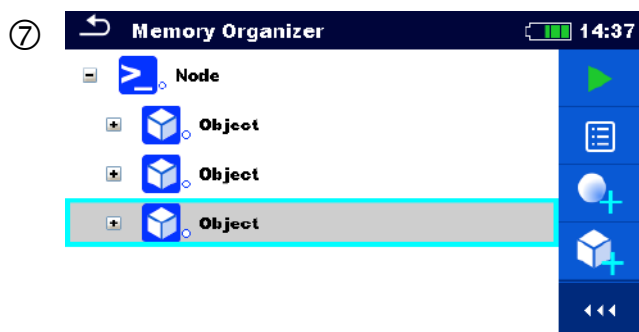 ⑦
Memory Organizer 14:37
Node
Object
Object
Object